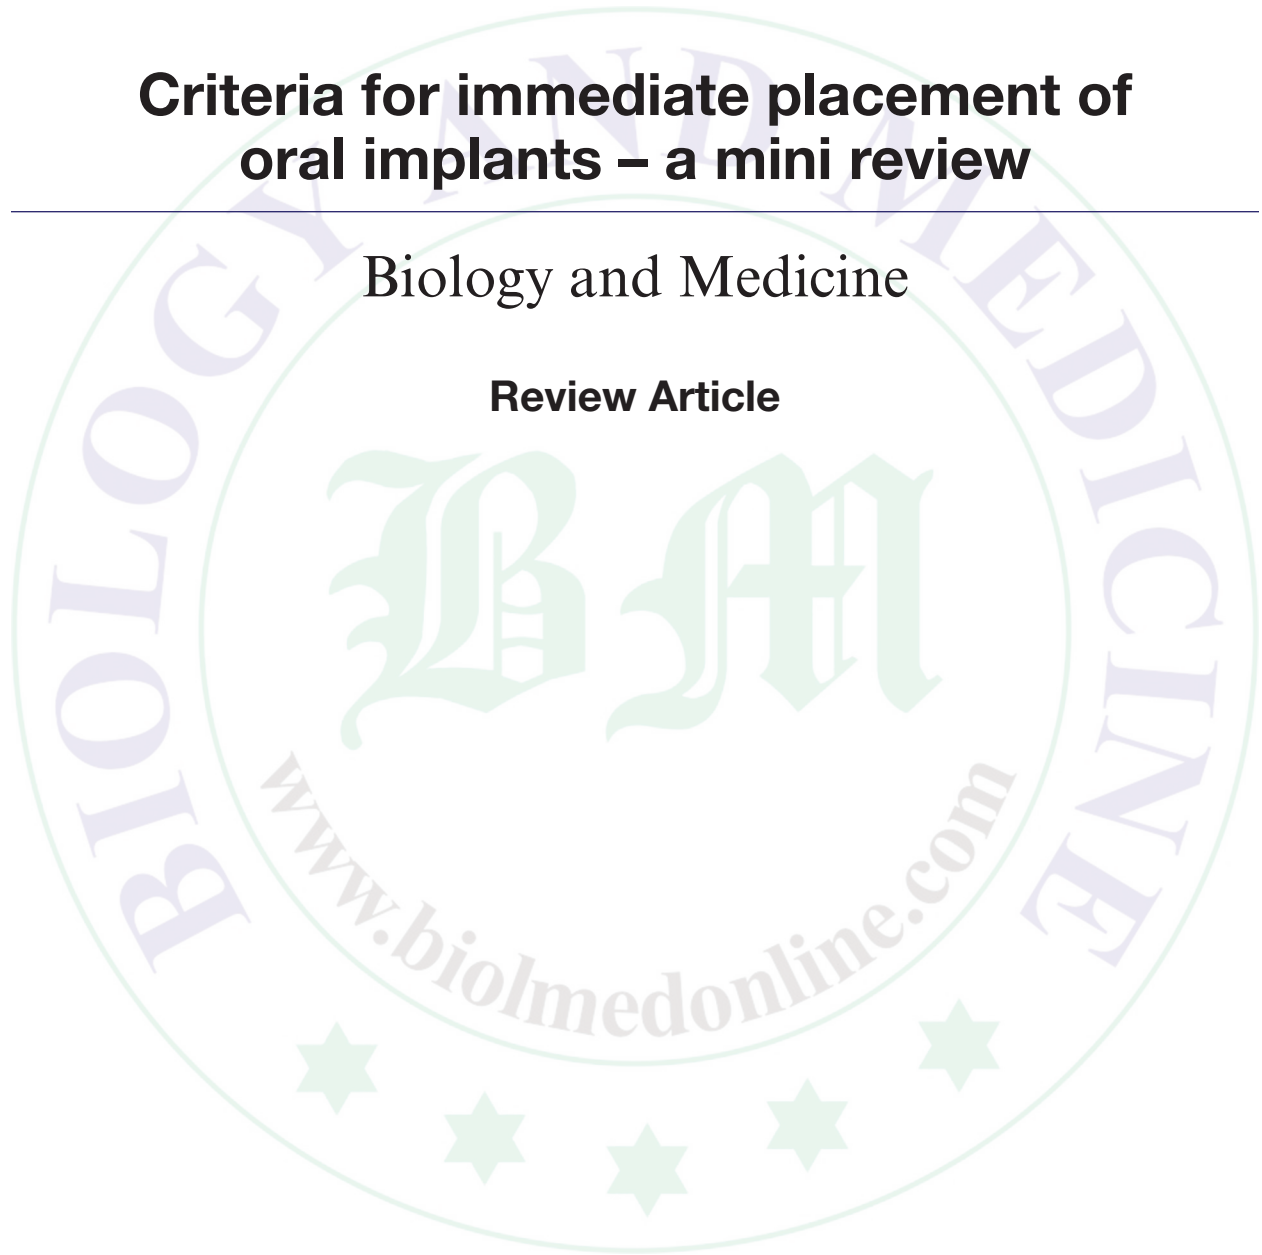 Criteria for immediate placement of
oral implants – a mini review
Biology and Medicine
Review Article
BIOLOGY AND MEDICINE
BM
www.biolmedonline.com